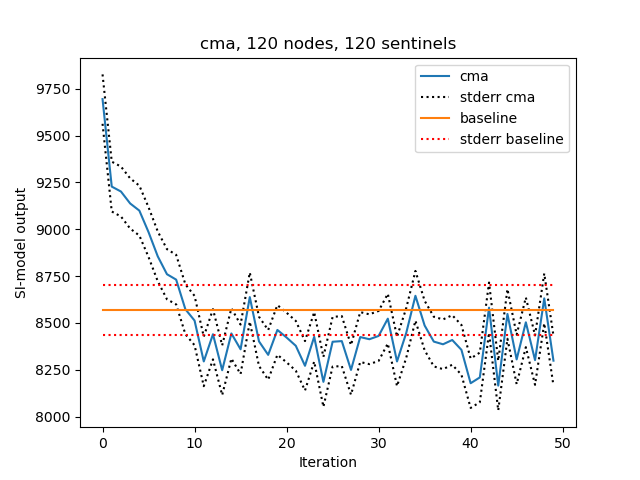 cma, 120 nodes, 120 sentinels
cma
stderr cma
baseline
stderr baseline
SI-model output
9750
9500
9250
9000
8750
8500
8250
8000
0 10 20 30 40 50
Iteration